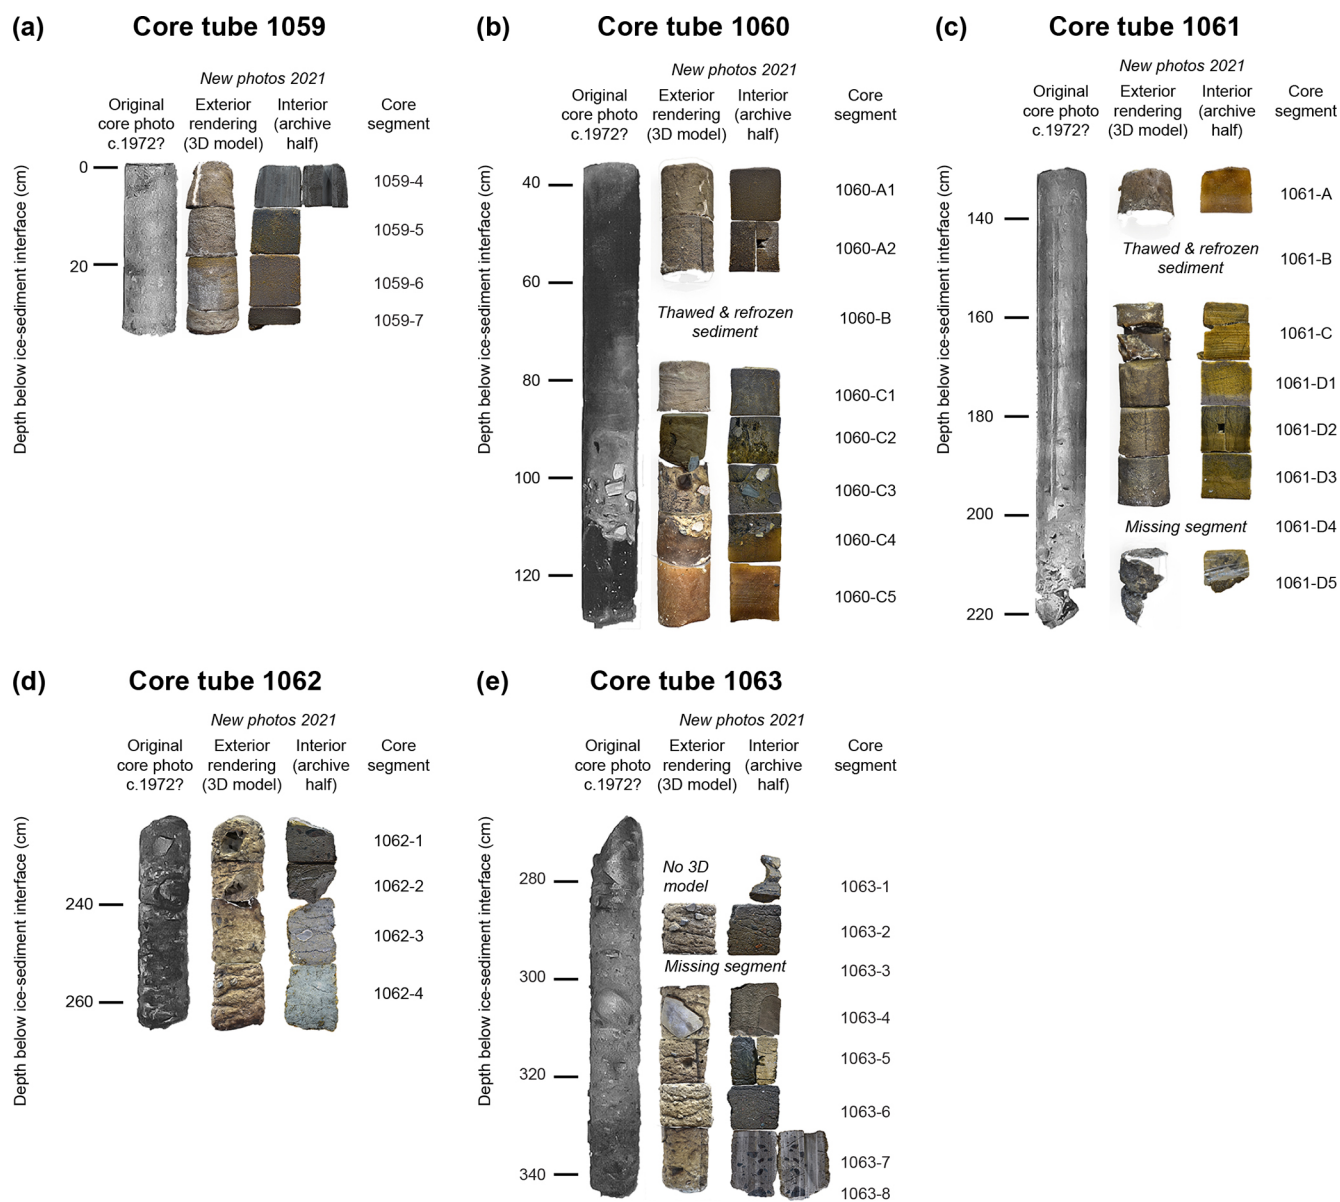 (a) Core tube 1059
New photos 2021
Original core photo c.1972?
Exterior rendering (3D model)
Interior (archive half)
Core segment
Depth below ice-sediment interface (cm)
0
20
1059-4
1059-5
1059-6
1059-7
(b) Core tube 1060
New photos 2021
Original core photo c.1972?
Exterior rendering (3D model)
Interior (archive half)
Core segment
Depth below ice-sediment interface (cm)
40
60
80
100
120
1060-A1
1060-A2
Thawed & refrozen sediment
1060-B
1060-C1
1060-C2
1060-C3
1060-C4
1060-C5
(c) Core tube 1061
New photos 2021
Original core photo c.1972?
Exterior rendering (3D model)
Interior (archive half)
Core segment
Depth below ice-sediment interface (cm)
140
160
180
200
220
1061-A
Thawed & refrozen sediment
1061-B
1061-C
1061-D1
1061-D2
1061-D3
Missing segment
1061-D4
1061-D5
(d) Core tube 1062
New photos 2021
Original core photo c.1972?
Exterior rendering (3D model)
Interior (archive half)
Core segment
Depth below ice-sediment interface (cm)
240
260
1062-1
1062-2
1062-3
1062-4
(e) Core tube 1063
New photos 2021
Original core photo c.1972?
Exterior rendering (3D model)
Interior (archive half)
Core segment
Depth below ice-sediment interface (cm)
280
300
320
340
No 3D model
1063-1
1063-2
Missing segment
1063-3
1063-4
1063-5
1063-6
1063-7
1063-8